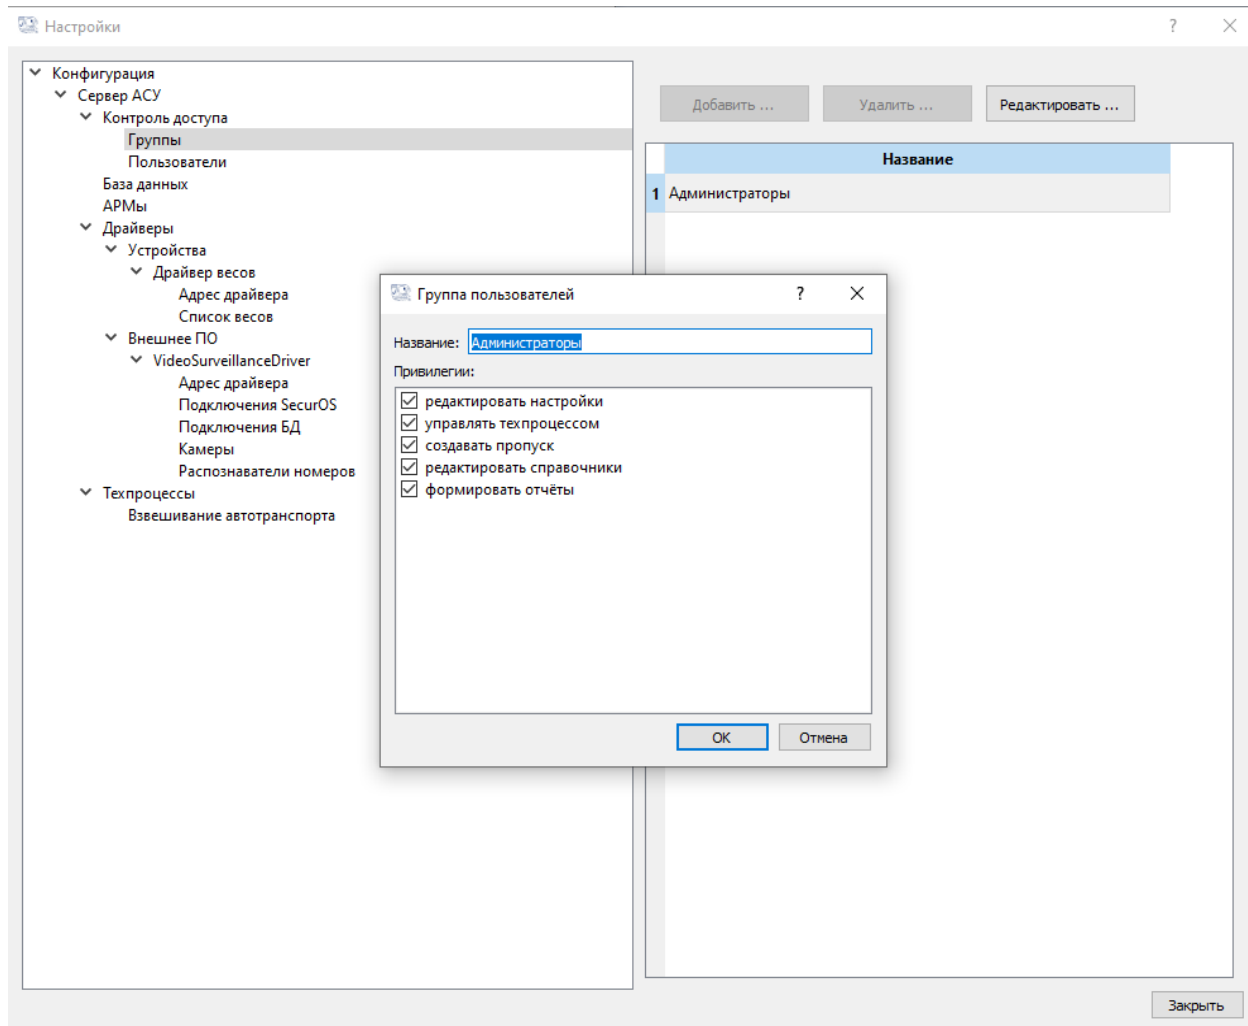 Настройки
?
Конфигурация
Сервер АСУ
Контроль доступа
Группы
Пользователи
База данных
АРМы
Драйверы
Устройства
Драйвер весов
Адрес драйвера
Список весов
Внешнее ПО
VideoSurveillanceDriver
Адрес драйвера
Подключения SecurOS
Подключения БД
Камеры
Распознаватели номеров
Техпроцессы
Взвешивание автотранспорта
Добавить ... Удалить ... Редактировать ...
Название
1 Администраторы
Группа пользователей ?
Название: Администраторы
Привилегии:
редактировать настройки
управлять техпроцессом
создавать пропуск
редактировать справочники
формировать отчёты
ОК Отмена
Закрыть